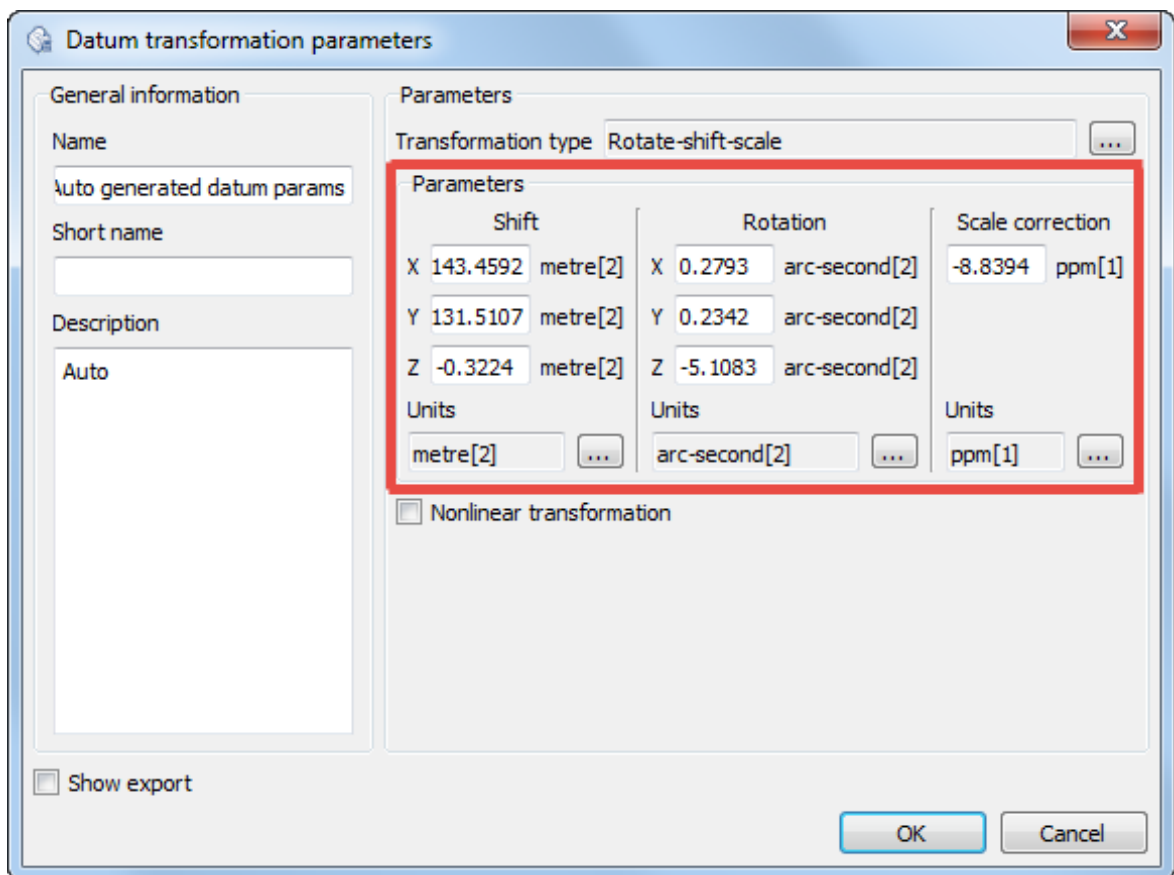 Datum transformation parameters
General information
Name
Auto generated datum params
Short name
Description
Auto
Parameters
Transformation type Rotate-shift-scale ...
Parameters
Shift Rotation Scale correction
X 143.4592 metre[2] X 0.2793 arc-second[2] -8.8394 ppm[1]
Y 131.5107 metre[2] Y 0.2342 arc-second[2]
Z -0.3224 metre[2] Z -5.1083 arc-second[2]
Units Units Units
metre[2] ... arc-second[2] ... ppm[1] ...
Nonlinear transformation
Show export
OK Cancel